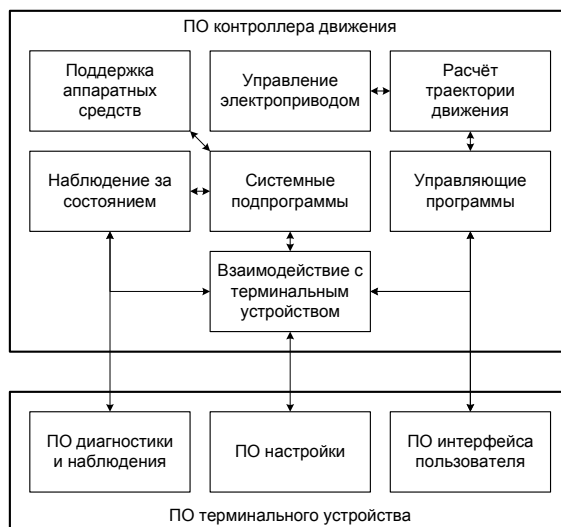 ПО контроллера движения
Поддержка
аппаратных
средств
Управление
электроприводом
Расчёт
траектории
движения
Наблюдение за
состоянием
Системные
подпрограммы
Управляющие
программы
Взаимодействие с
терминальным
устройством
ПО диагностики
и наблюдения
ПО настройки
ПО интерфейса
пользователя
ПО терминального устройства